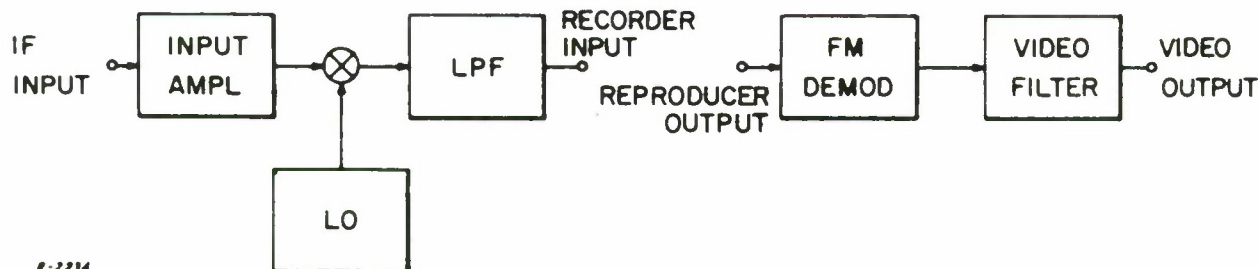 IF
INPUT
INPUT
AMPL
LPF
RECORDER
INPUT
REPRODUCER
OUTPUT
FM
DEMOD
VIDEO
FILTER
VIDEO
OUTPUT
LO